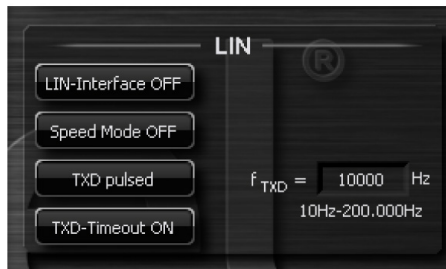 LIN
®
LIN-Interface OFF
Speed Mode OFF
TXD pulsed
f TXD = 10000 Hz
10Hz-200.000Hz
TXD-Timeout ON